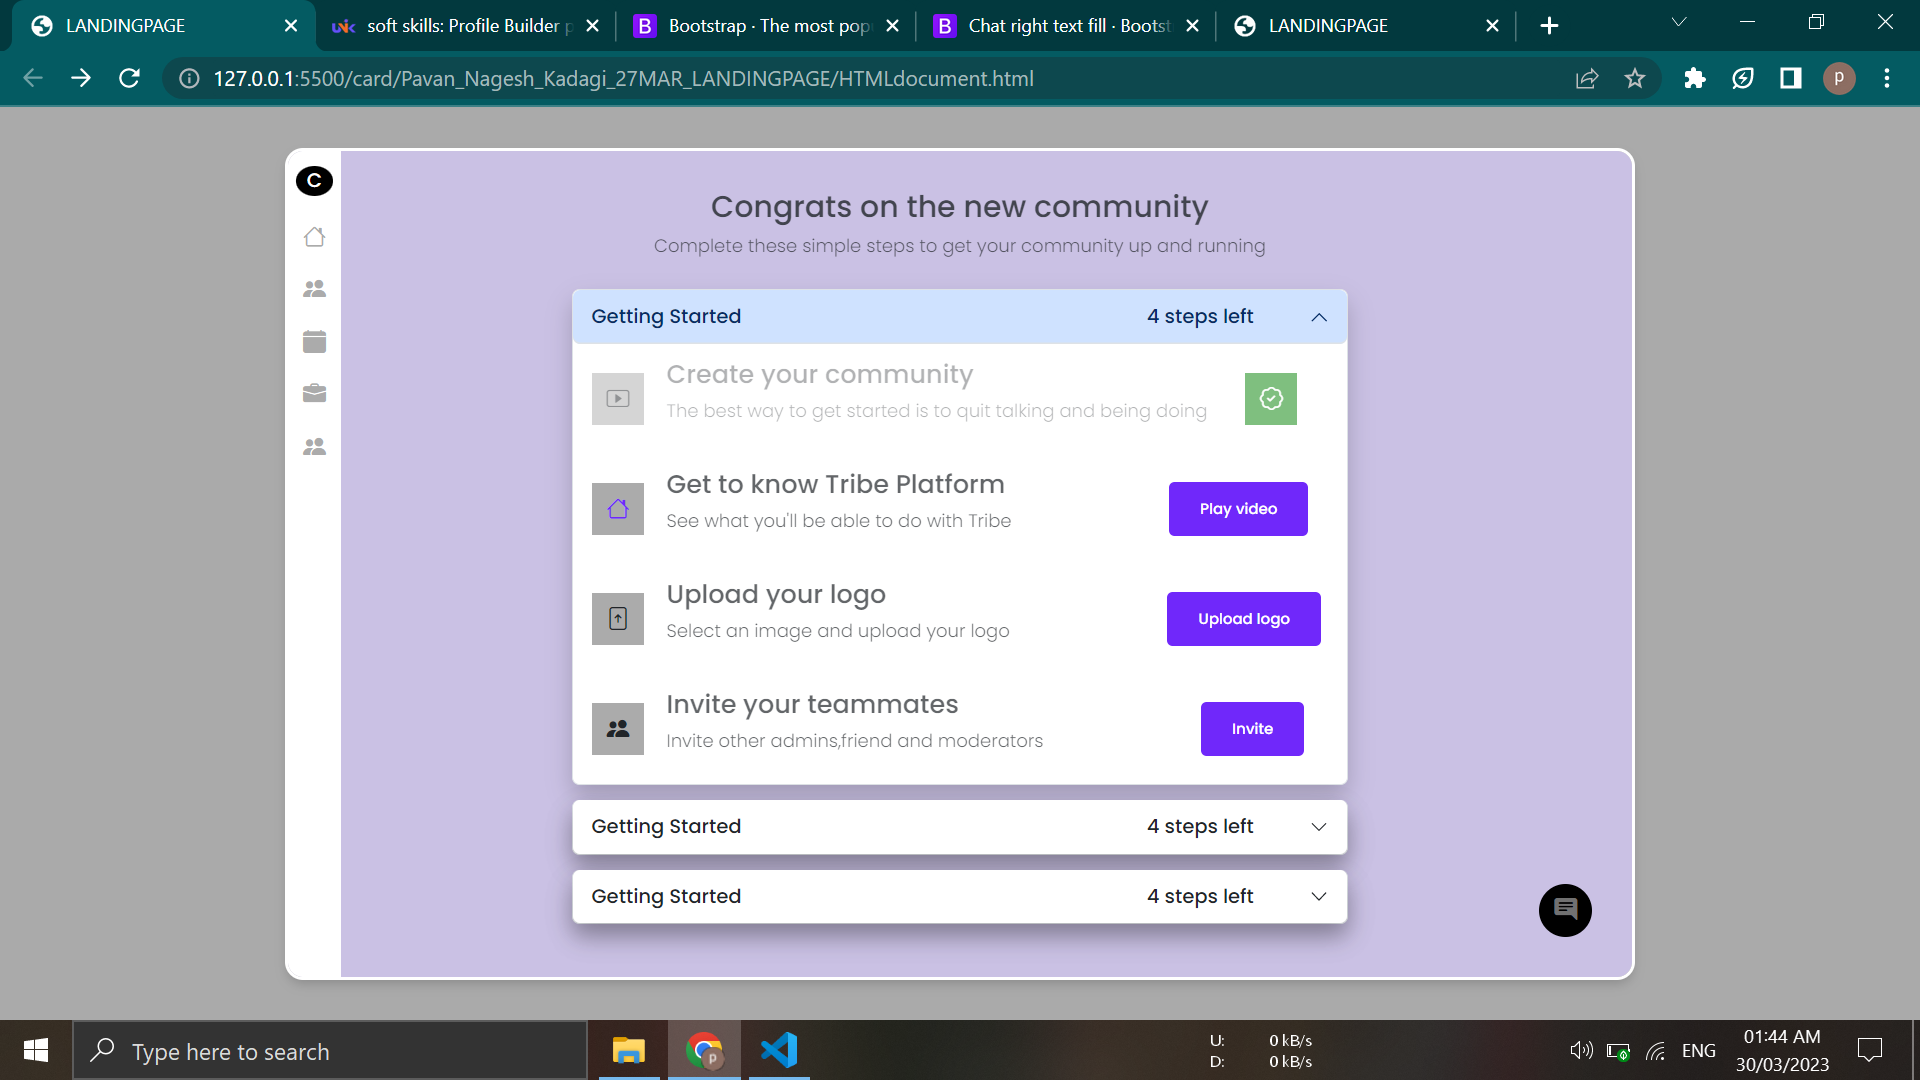 LANDINGPAGE
soft skills: Profile Builder p
Bootstrap · The most pop
Chat right text fill · Bootst
LANDINGPAGE
127.0.0.1:5500/card/Pavan_Nagesh_Kadagi_27MAR_LANDINGPAGE/HTMLdocument.html
p
C
Congrats on the new community
Complete these simple steps to get your community up and running
Getting Started 4 steps left
Create your community
The best way to get started is to quit talking and being doing
Get to know Tribe Platform
See what you'll be able to do with Tribe
Play video
Upload your logo
Select an image and upload your logo
Upload logo
Invite your teammates
Invite other admins,friend and moderators
Invite
Getting Started 4 steps left
Getting Started 4 steps left
Type here to search
p
U: 0 kB/s
D: 0 kB/s
ENG
01:44 AM
30/03/2023